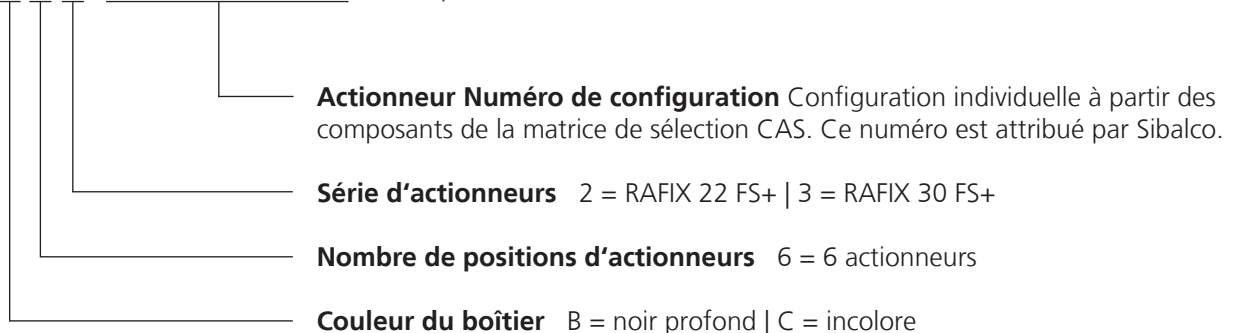 Actionneur Numéro de configuration Configuration individuelle à partir des
composants de la matrice de sélection CAS. Ce numéro est attribué par Sibalco.
Série d‘actionneurs 2 = RAFIX 22 FS+ | 3 = RAFIX 30 FS+
Nombre de positions d‘actionneurs 6 = 6 actionneurs
Couleur du boîtier B = noir profond | C = incolore